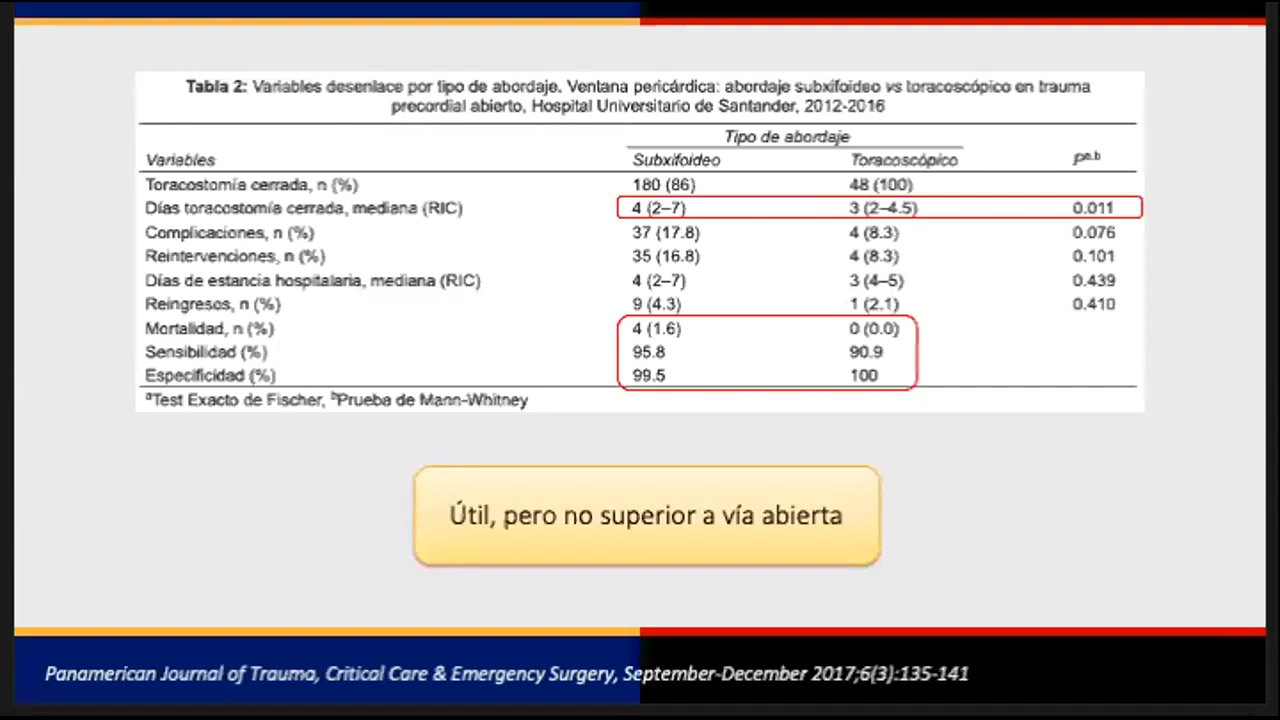 Tabla 2: Variables desenlace por tipo de abordaje. Ventana pericárdica: abordaje subxifoideo vs toracoscópico en trauma
precordial abierto, Hospital Universitario de Santander, 2012-2016
Tipo de abordaje
Variables Subxifoideo Toracoscópico Pa,b
Toracostomía cerrada, n (%) 180 (86) 48 (100)
Días toracostomía cerrada, mediana (RIC) 4 (2–7) 3 (2–4.5) 0.011
Complicaciones, n (%) 37 (17.8) 4 (8.3) 0.076
Reintervenciones, n (%) 35 (16.8) 4 (8.3) 0.101
Días de estancia hospitalaria, mediana (RIC) 4 (2–7) 3 (4–5) 0.439
Reingresos, n (%) 9 (4.3) 1 (2.1) 0.410
Mortalidad, n (%) 4 (1.6) 0 (0.0)
Sensibilidad (%) 95.8 90.9
Especificidad (%) 99.5 100
aTest Exacto de Fischer, bPrueba de Mann-Whitney
Útil, pero no superior a vía abierta
Panamerican Journal of Trauma, Critical Care & Emergency Surgery, September-December 2017;6(3):135-141